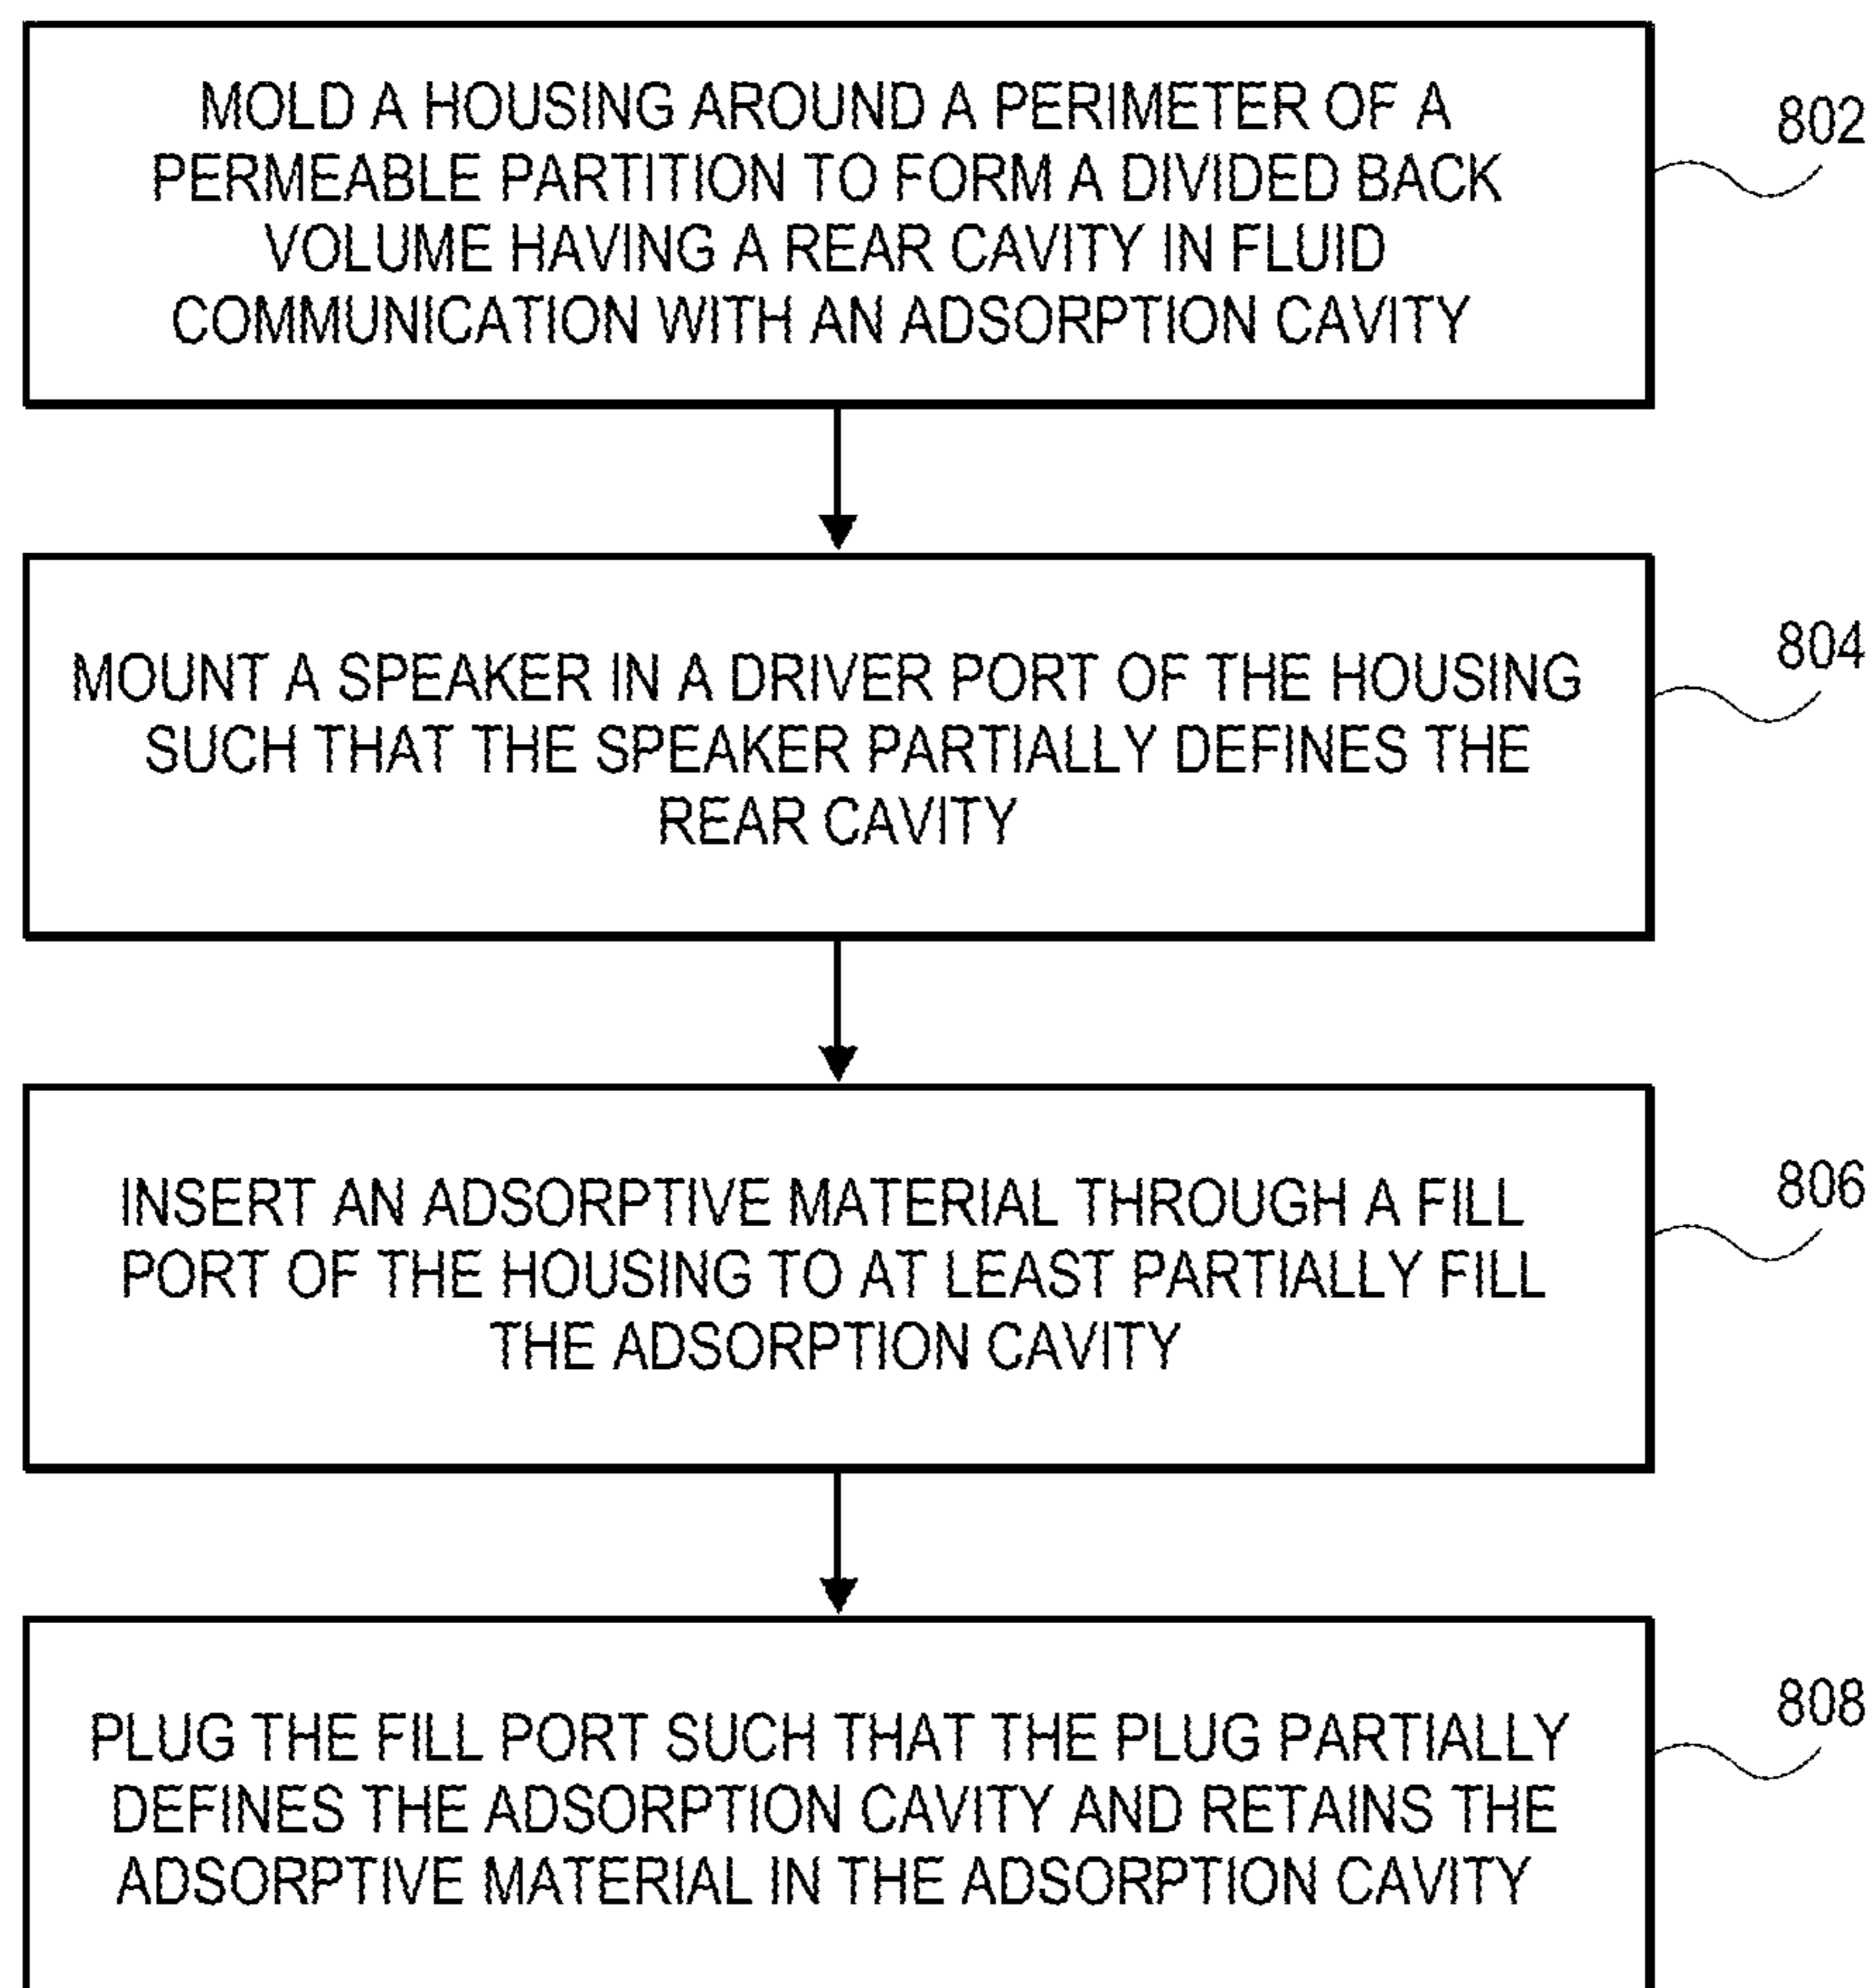 MOLD A HOUSING AROUND A PERIMETER OF A
PERMEABLE PARTITION TO FORM A DIVIDED BACK
VOLUME HAVING A REAR CAVITY IN FLUID
COMMUNICATION WITH AN ADSORPTION CAVITY
802
MOUNT A SPEAKER IN A DRIVER PORT OF THE HOUSING
SUCH THAT THE SPEAKER PARTIALLY DEFINES THE
REAR CAVITY
804
INSERT AN ADSORPTIVE MATERIAL THROUGH A FILL
PORT OF THE HOUSING TO AT LEAST PARTIALLY FILL
THE ADSORPTION CAVITY
806
PLUG THE FILL PORT SUCH THAT THE PLUG PARTIALLY
DEFINES THE ADSORPTION CAVITY AND RETAINS THE
ADSORPTIVE MATERIAL IN THE ADSORPTION CAVITY
808